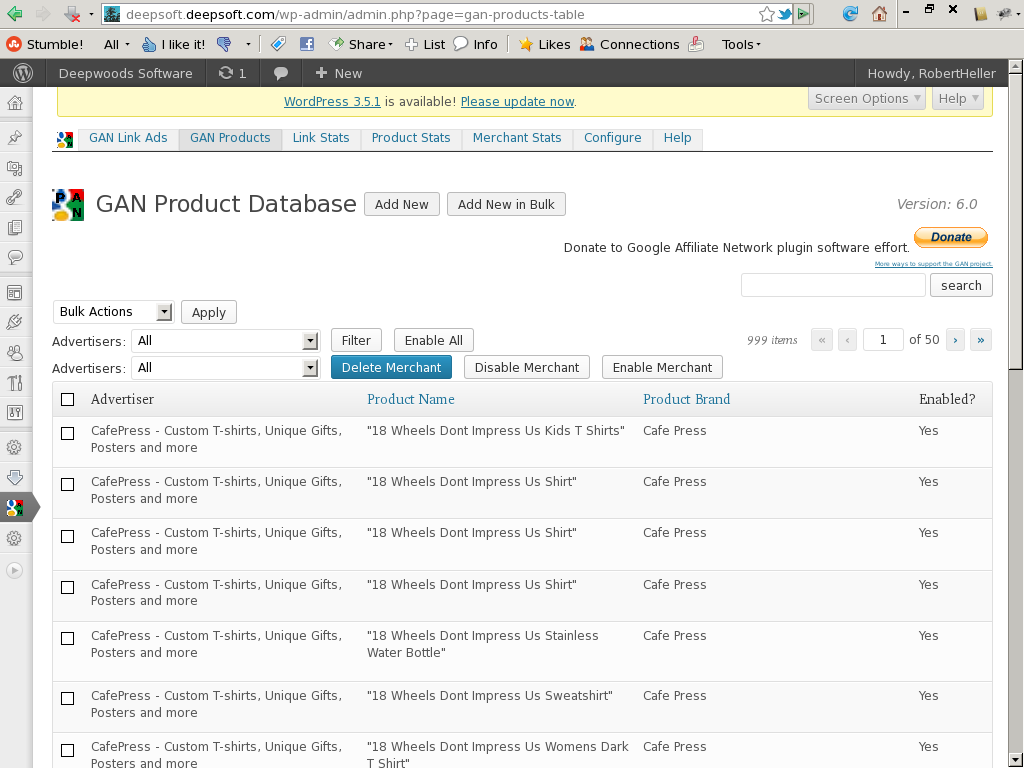 deepsoft.deepsoft.com/wp-admin/admin.php?page=gan-products-table
Stumble! All I like it! Share List Info Likes Connections Tools
Deepwoods Software 1 New Howdy, RobertHeller
WordPress 3.5.1 is available! Please update now. Screen Options Help
GAN Link Ads GAN Products Link Stats Product Stats Merchant Stats Configure Help
P A N GAN Product Database Add New Add New in Bulk Version: 6.0
Donate to Google Affiliate Network plugin software effort. Donate
More ways to support the GAN project.
search
Bulk Actions Apply
Advertisers: All Filter Enable All 999 items « ‹ 1 of 50 › »
Advertisers: All Delete Merchant Disable Merchant Enable Merchant
Advertiser Product Name Product Brand Enabled?
CafePress - Custom T-shirts, Unique Gifts, "18 Wheels Dont Impress Us Kids T Shirts" Cafe Press Yes
Posters and more
CafePress - Custom T-shirts, Unique Gifts, "18 Wheels Dont Impress Us Shirt" Cafe Press Yes
Posters and more
CafePress - Custom T-shirts, Unique Gifts, "18 Wheels Dont Impress Us Shirt" Cafe Press Yes
Posters and more
CafePress - Custom T-shirts, Unique Gifts, "18 Wheels Dont Impress Us Shirt" Cafe Press Yes
Posters and more
CafePress - Custom T-shirts, Unique Gifts, "18 Wheels Dont Impress Us Stainless Cafe Press Yes
Posters and more Water Bottle"
CafePress - Custom T-shirts, Unique Gifts, "18 Wheels Dont Impress Us Sweatshirt" Cafe Press Yes
Posters and more
CafePress - Custom T-shirts, Unique Gifts, "18 Wheels Dont Impress Us Womens Dark Cafe Press Yes
Posters and more T Shirt"